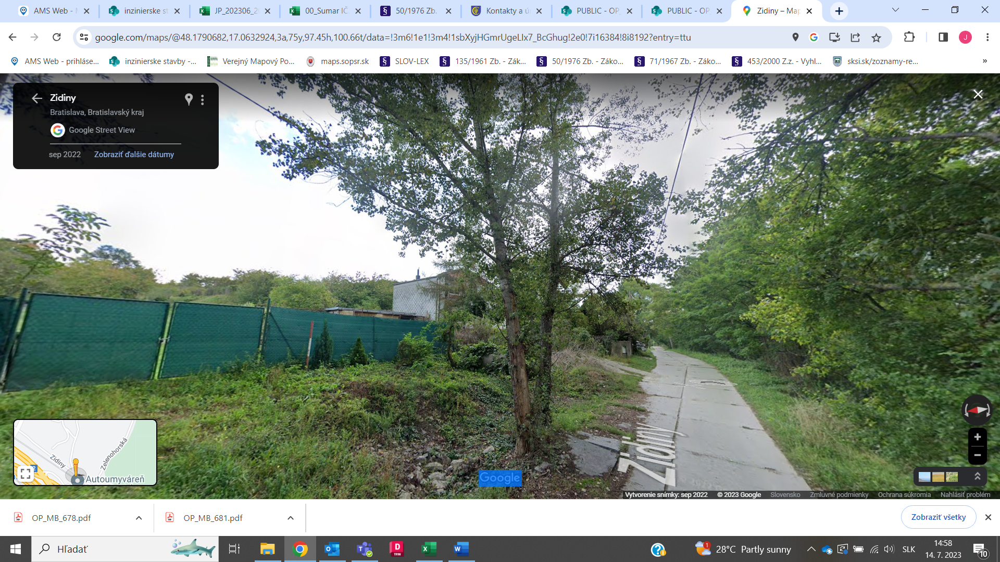 AMS Web - 
inzinierske st
JP_202306_2
00_Sumar IČ
50/1976 Zb.
Kontakty a ú
PUBLIC - OP_
PUBLIC - OP_
Zidiny – Map
google.com/maps/@48.1790682,17.0632924,3a,75y,97.45h,100.66t/data=!3m6!1e1!3m4!1sbXyjHGmrUgeLIx7_BcGhug!2e0!7i16384!8i8192?entry=ttu
J
AMS Web - prihláse...
inzinierske stavby -...
Verejný Mapový Po...
maps.sopsr.sk
SLOV-LEX
135/1961 Zb. - Zák...
50/1976 Zb. - Záko...
71/1967 Zb. - Záko...
453/2000 Z.z. - Vyhl...
sksi.sk/zoznamy-re...
»
Zidiny
Bratislava, Bratislavský kraj
Google Street View
sep 2022 Zobraziť ďalšie dátumy
Zidiny
Zelenohorská
Zidiny
2
Autoumyváreň
Google
Vytvorenie snímky: sep 2022 © 2023 Google Slovensko Zmluvné podmienky Ochrana súkromia Nahlásiť problém
OP_MB_678.pdf
OP_MB_681.pdf
Zobraziť všetky
Hľadať
28°C Partly sunny
SLK
14:58
14. 7. 2023
10